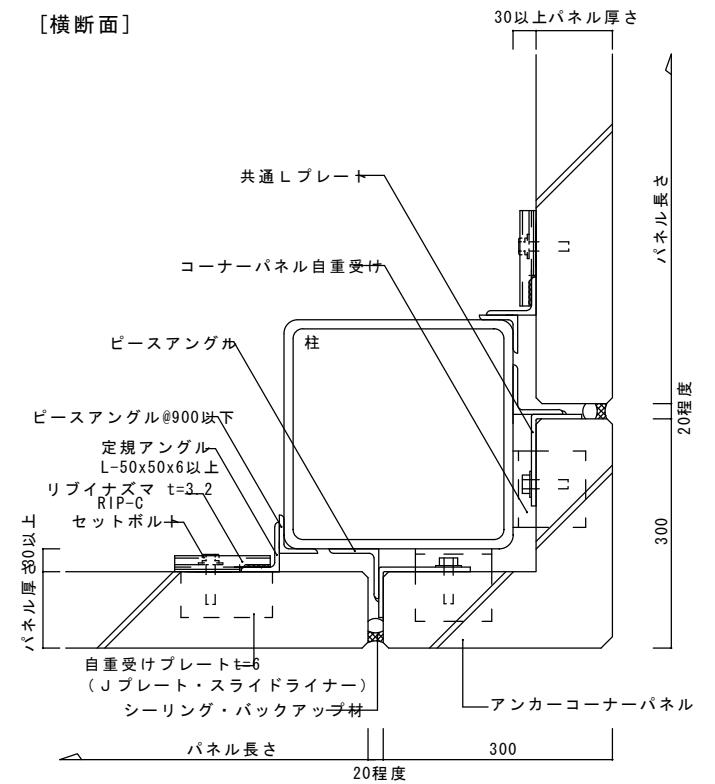 [横断面]
30以上パネル厚さ
共通Ｌプレート
パネル長さ
コーナーパネル自重受け
ピースアングル
柱
ピースアングル@900以下
20程度
定規アングル
L-50x50x6以上
リブイナズマ t=3.2
RIP-C
セットボルト
30以上
パネル厚さ
300
自重受けプレートt=6
（Ｊプレート・スライドライナー）
シーリング・バックアップ材
アンカーコーナーパネル
パネル長さ
300
20程度